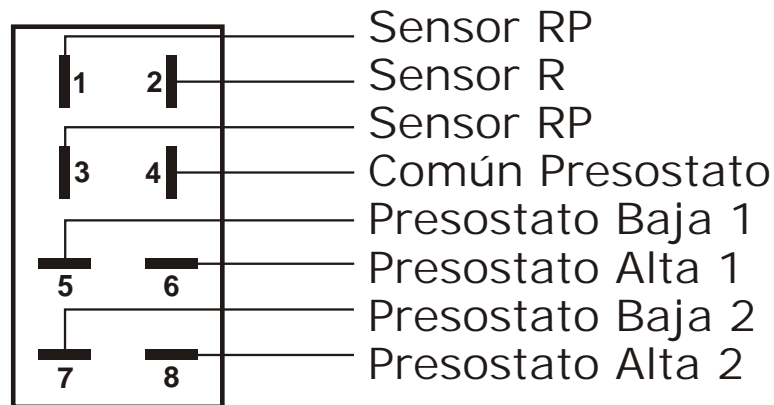 Sensor RP
1 2 Sensor R
Sensor RP
3 4 Común Presostato
Presostato Baja 1
5 6 Presostato Alta 1
Presostato Baja 2
7 8 Presostato Alta 2